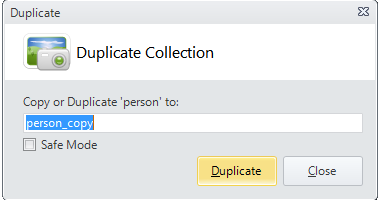 Duplicate
Duplicate Collection
Copy or Duplicate 'person' to:
person_copy
Safe Mode
Duplicate
Close